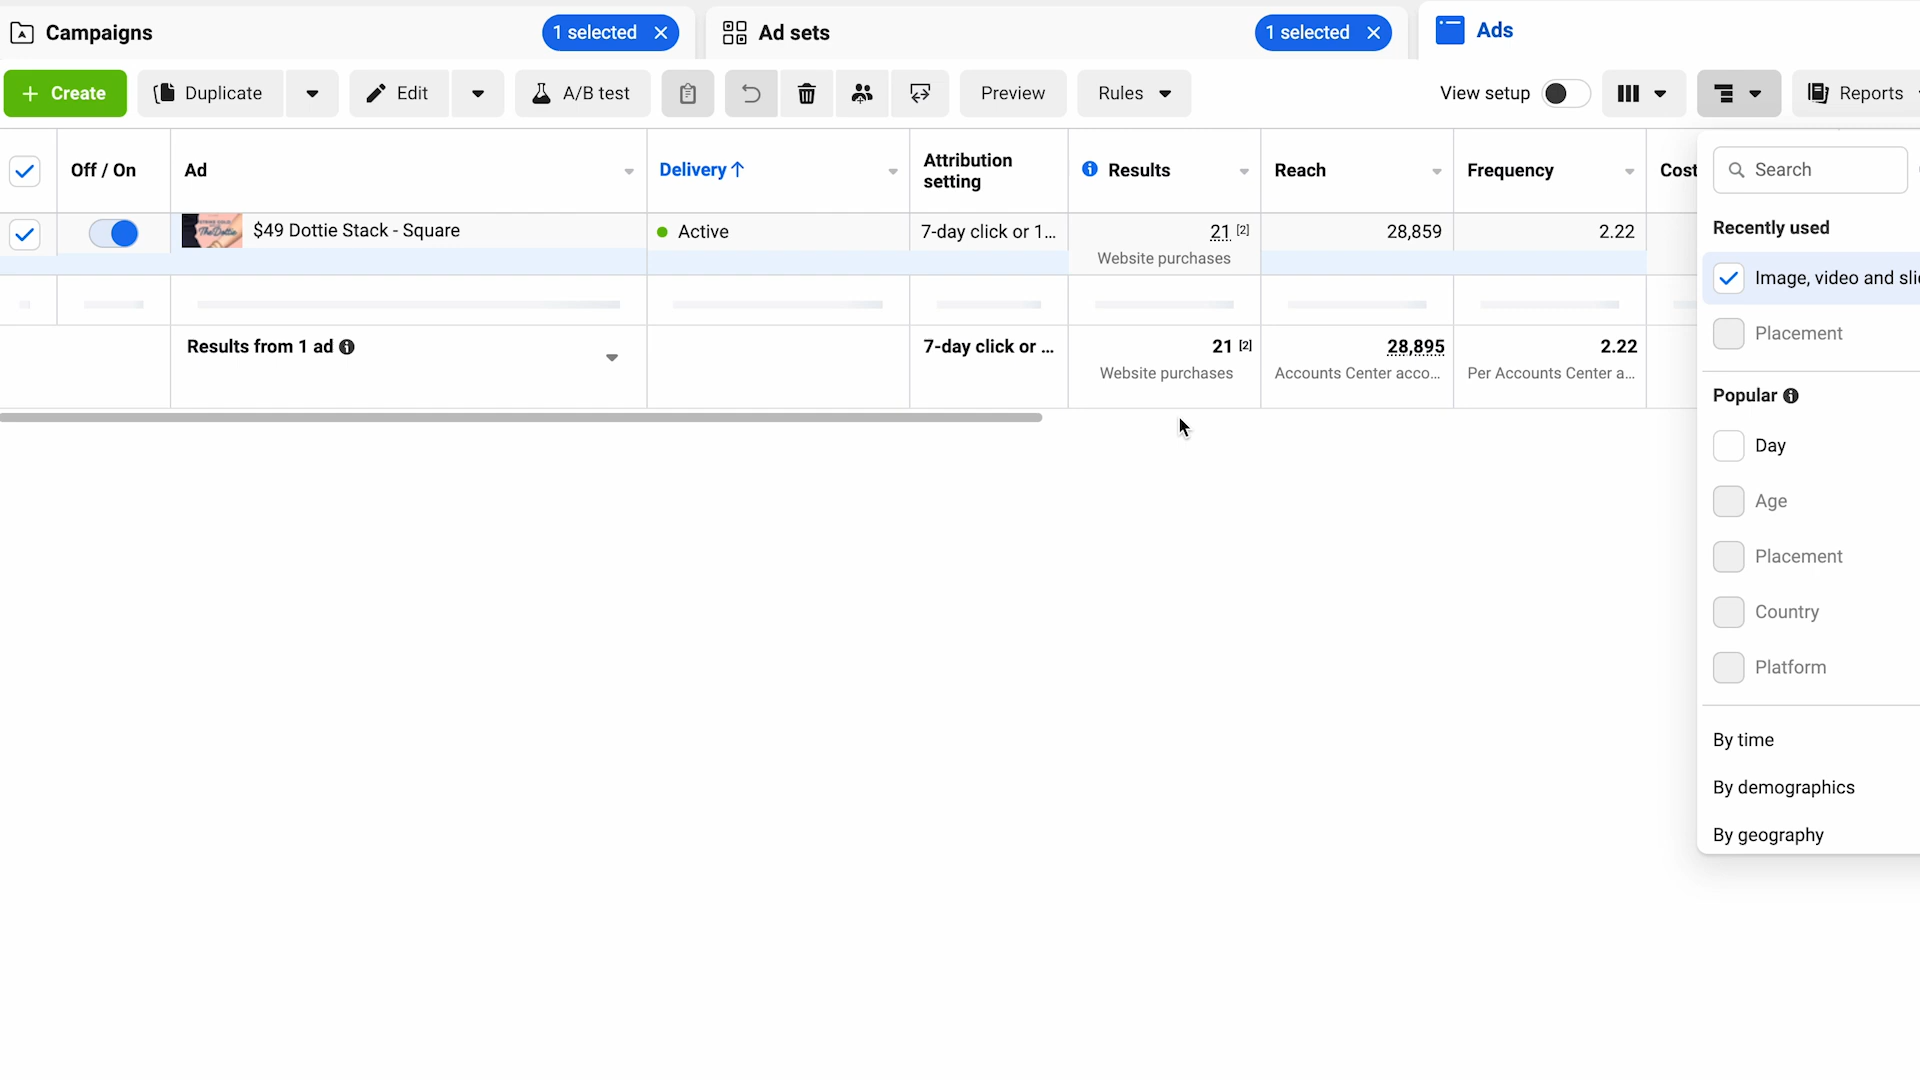 Campaigns
1 selected
Ad sets
1 selected
Ads
Create
Duplicate
Edit
A/B test
Preview
Rules
View setup
Reports
Off / On
Ad
Delivery↑
Attribution
setting
Results
Reach
Frequency
Cost
$49 Dottie Stack - Square
Active
7-day click or 1...
21 [2]
Website purchases
28,859
2.22
Results from 1 ad
7-day click or ...
21 [2]
Website purchases
28,895
Accounts Center acco...
2.22
Per Accounts Center a...
Search
Recently used
Image, video and sli
Placement
Popular
Day
Age
Placement
Country
Platform
By time
By demographics
By geography